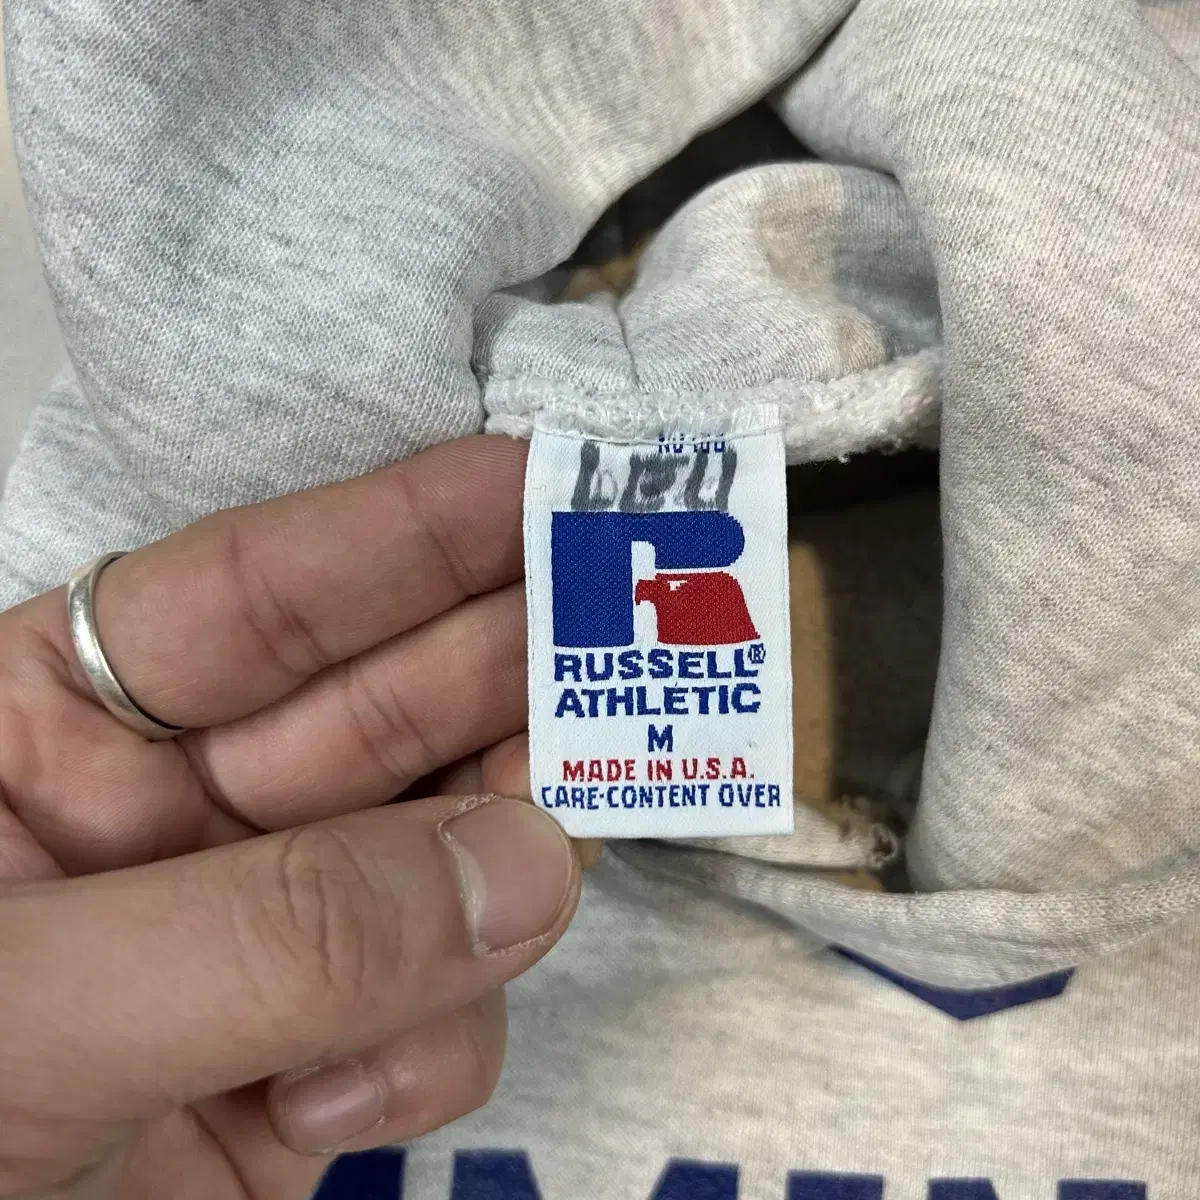 RUSSELL®
ATHLETIC
M
MADE IN U.S.A.
CARE-CONTENT OVER